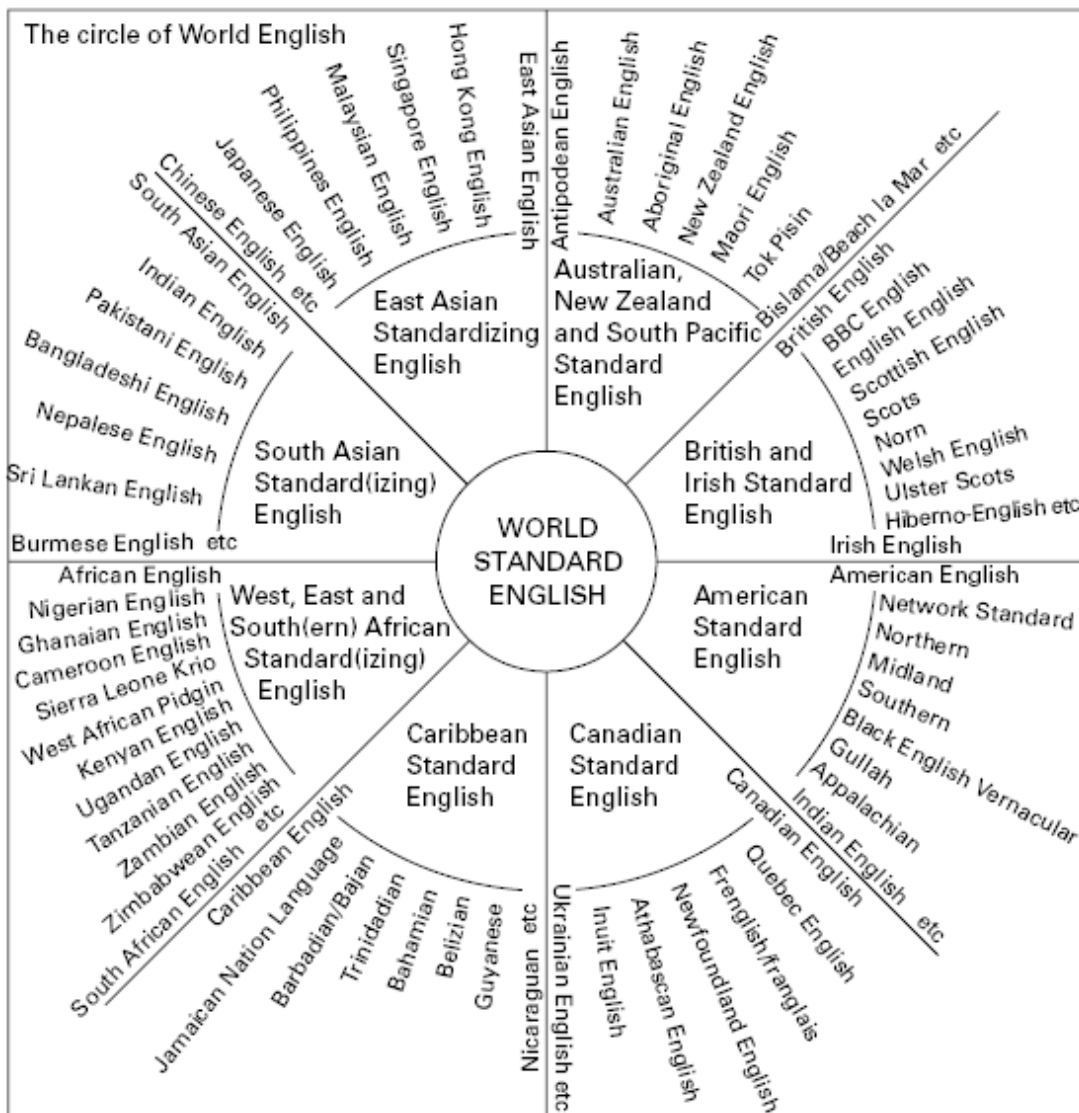 The circle of World English
East Asian English
Hong Kong English
Singapore English
Malaysian English
Philippines English
Japanese English
Chinese English etc
East Asian
Standardizing
English
Antipodean English
Australian English
Aboriginal English
New Zealand English
Maori English
Tok Pisin
Bislama/Beach la Mar etc
Australian,
New Zealand
and South Pacific
Standard
English
British English
BBC English
English English
Scottish English
Scots
Norn
Welsh English
Ulster Scots
Hiberno-English etc
Irish English
British and
Irish Standard
English
American English
Network Standard
Northern
Midland
Southern
Black English Vernacular
Gullah
Appalachian
Indian English etc
American
Standard
English
Canadian English
Quebec English
Frenglish/franglais
Newfoundland English
Athabascan English
Inuit English
Ukrainian English etc
Canadian
Standard
English
Caribbean English
Jamaican Nation Language
Barbadian/Bajan
Trinidadian
Bahamian
Belizian
Guyanese
Nicaraguan etc
Caribbean
Standard
English
African English
Nigerian English
Ghanaian English
Cameroon English
Sierra Leone Krio
West African Pidgin
Kenyan English
Ugandan English
Tanzanian English
Zambian English
Zimbabwean English
South African English etc
West, East and
South(ern) African
Standard(izing)
English
South Asian English
Indian English
Pakistani English
Bangladeshi English
Nepalese English
Sri Lankan English
Burmese English etc
South Asian
Standard(izing)
English
WORLD
STANDARD
ENGLISH